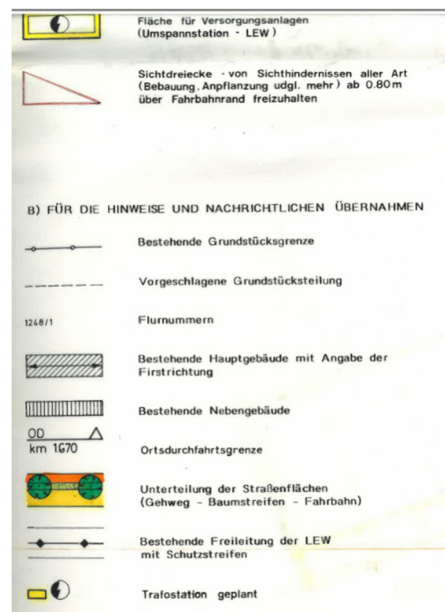 Fläche für Versorgungsanlagen
(Umspannstation - LEW)
Sichtdreiecke - von Sichthindernissen aller Art
(Bebauung, Anpflanzung udgl. mehr) ab 0.80m
über Fahrbahnrand freizuhalten
B) FÜR DIE HINWEISE UND NACHRICHTLICHEN ÜBERNAHMEN
Bestehende Grundstücksgrenze
Vorgeschlagene Grundstücksteilung
1248/1 Flurnummern
Bestehende Hauptgebäude mit Angabe der
Firstrichtung
Bestehende Nebengebäude
OD
km 1.670 Ortsdurchfahrtsgrenze
Unterteilung der Straßenflächen
(Gehweg - Baumstreifen - Fahrbahn)
Bestehende Freileitung der LEW
mit Schutzstreifen
Trafostation geplant